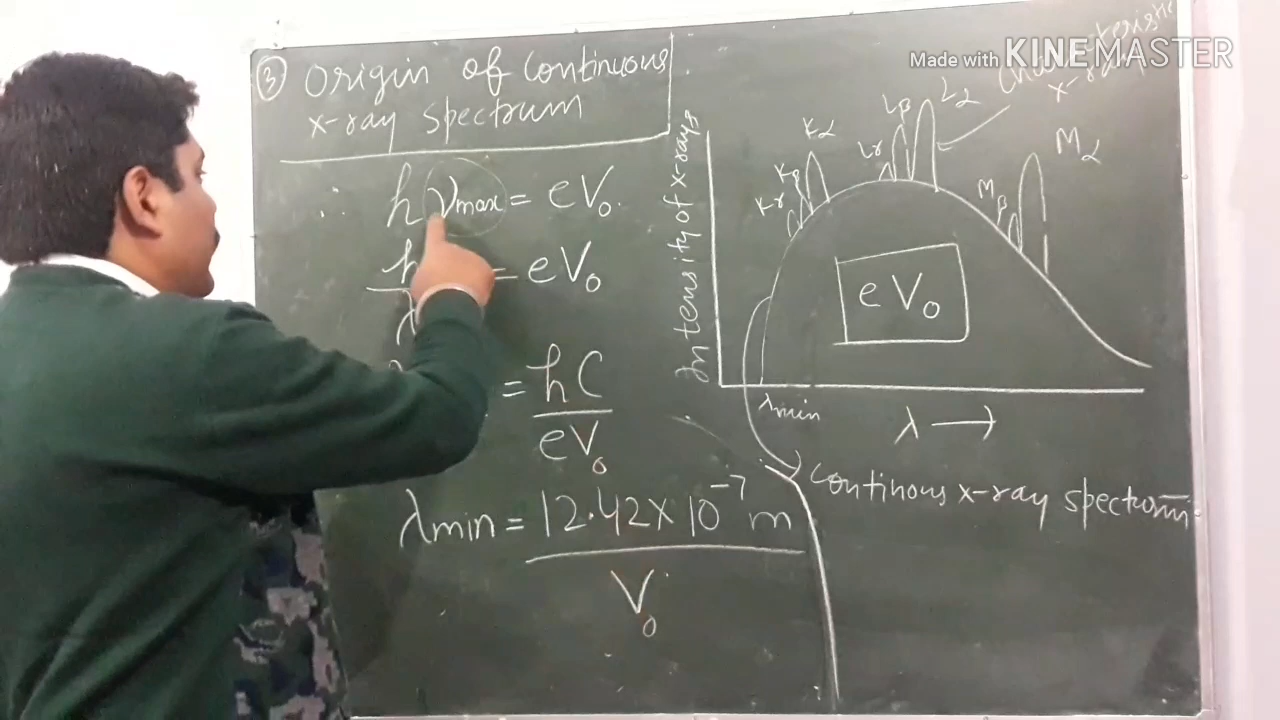 Made with KINEMASTER
③ Origin of Continuous
x-ray spectrum
∴ hνmax = eV₀.
h = eV₀
λ
= hC
eV₀
λmin = 12.42 × 10⁻⁷ m
V₀
Intensity of x-rays
Kγ Kβ Kα
Lγ Lβ Lα
x-ray
Mβ Mα
eV₀
λmin
λ →
Continous x-ray spectrum